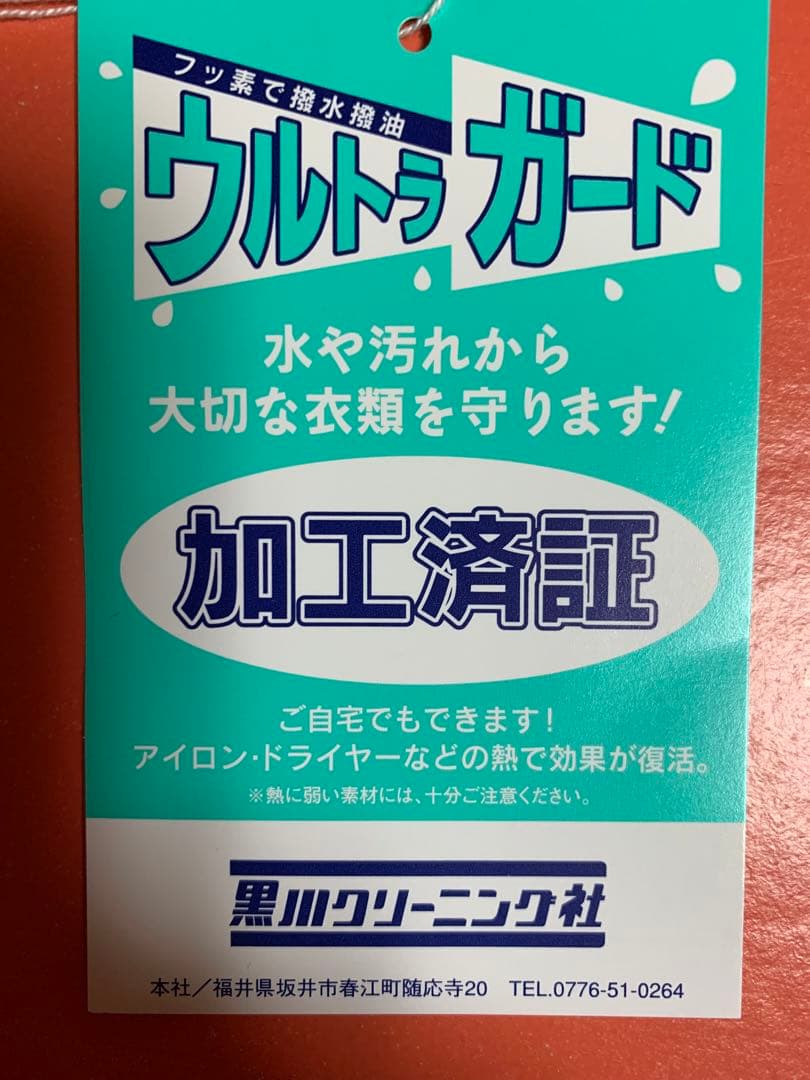 フッ素で撥水撥油
ウルトラガード
水や汚れから
大切な衣類を守ります!
加工済証
ご自宅でもできます!
アイロン・ドライヤーなどの熱で効果が復活。
※熱に弱い素材には、十分ご注意ください。
黒川クリーニング社
本社/福井県坂井市春江町随応寺20 TEL.0776-51-0264